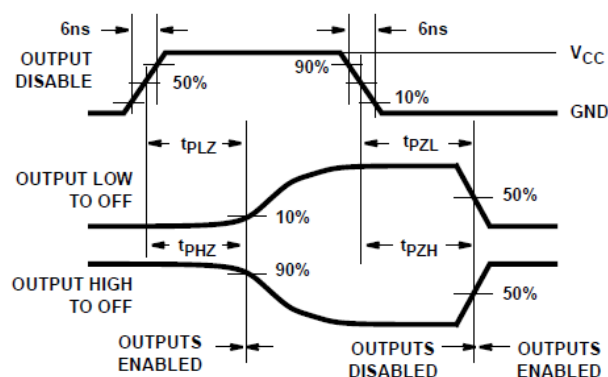 6ns
6ns
OUTPUT
DISABLE
50%
90%
10%
VCC
GND
tPLZ
tPZL
OUTPUT LOW
TO OFF
10%
50%
tPHZ
tPZH
OUTPUT HIGH
TO OFF
90%
50%
OUTPUTS
ENABLED
OUTPUTS
DISABLED
OUTPUTS
ENABLED